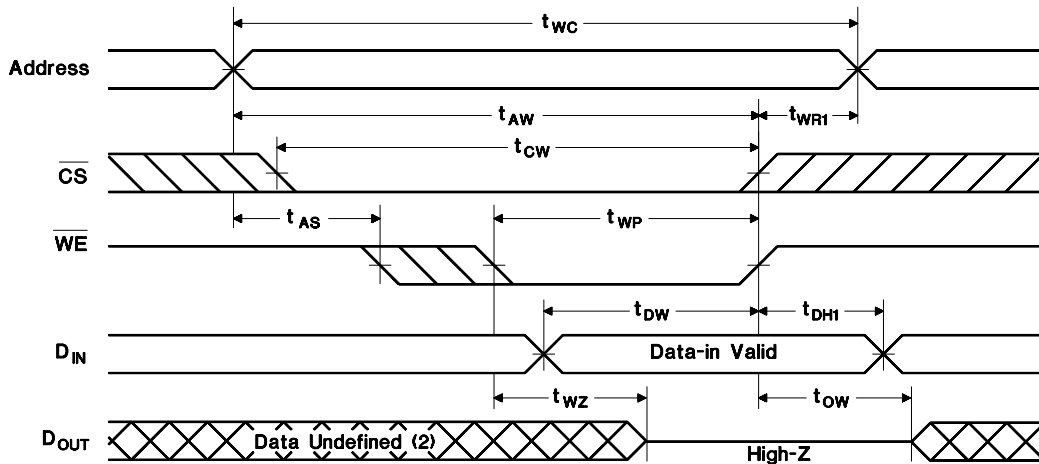 tWC
Address
tAW
tWR1
tCW
CS
tAS
tWP
WE
tDW
tDH1
DIN
Data-in Valid
tWZ
tOW
DOUT
Data Undefined (2)
High-Z